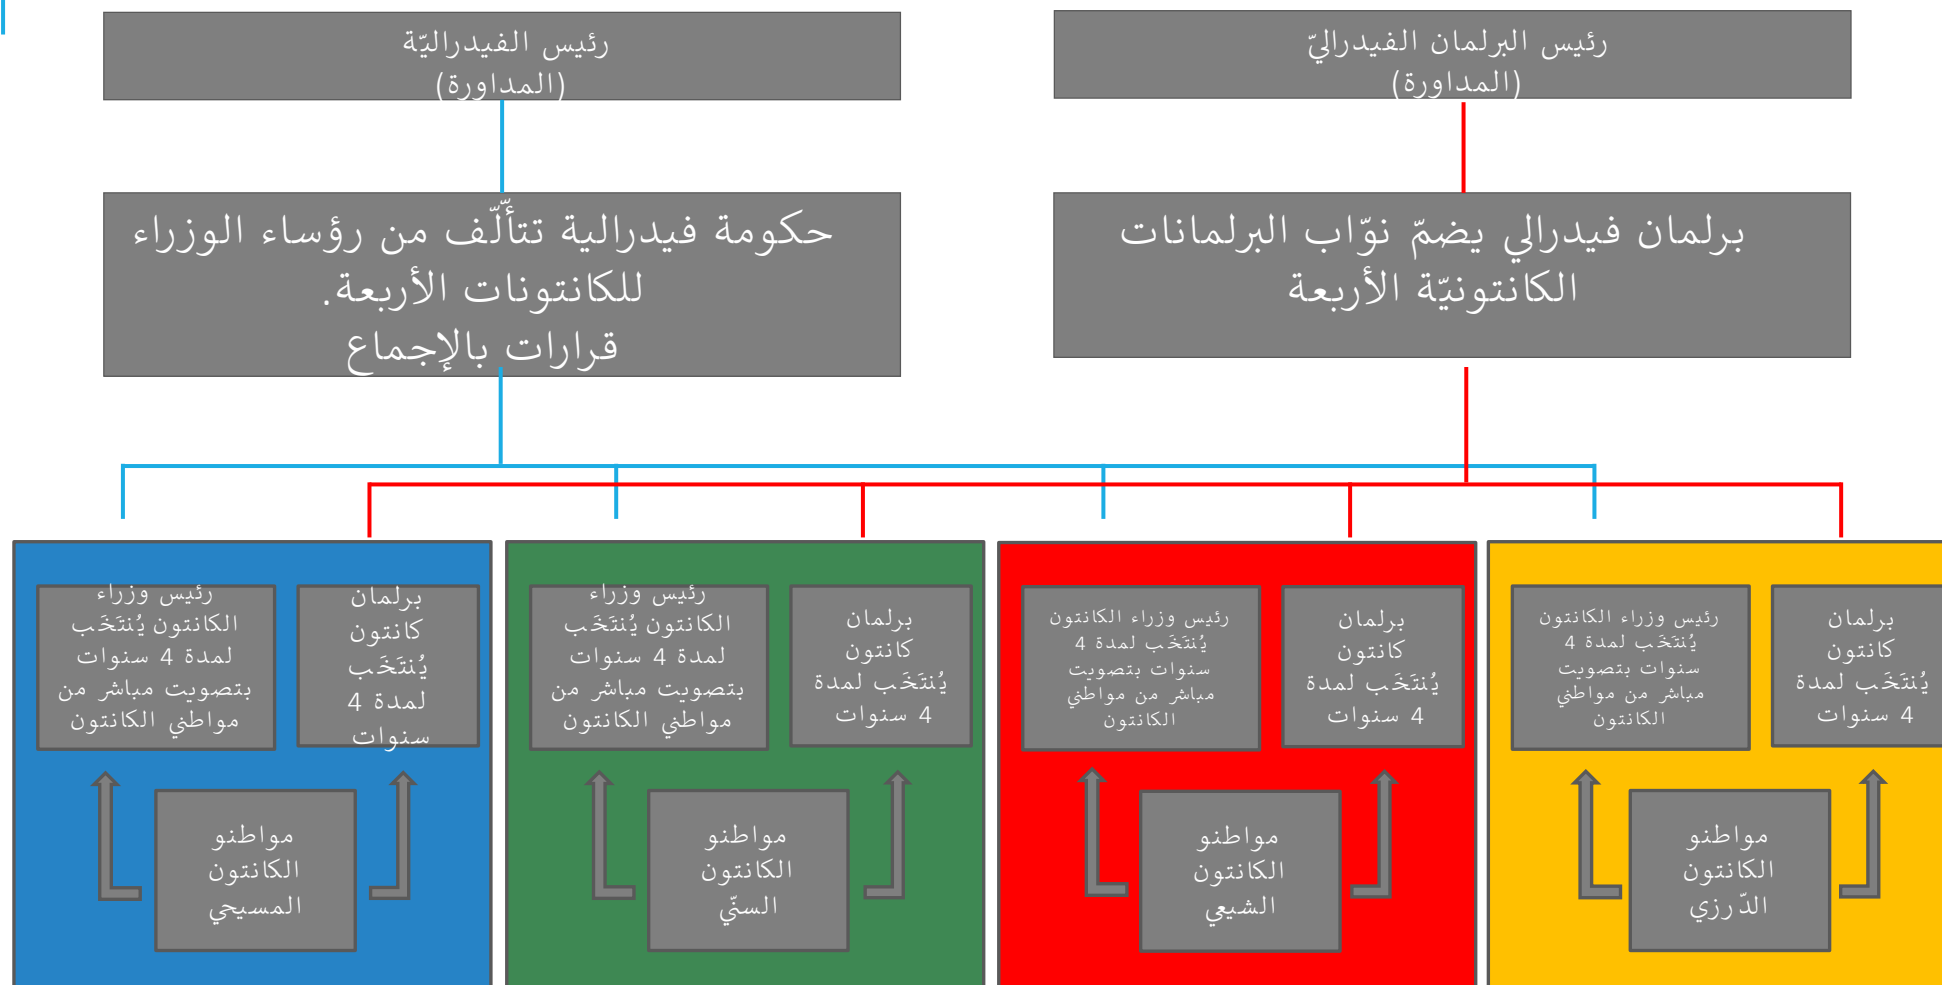 رئيس الفيدراليّة
(المداورة)
رئيس البرلمان الفيدراليّ
(المداورة)
حكومة فيدرالية تتألّف من رؤساء الوزراء
للكانتونات الأربعة.
قرارات بالإجماع
برلمان فيدرالي يضمّ نوّاب البرلمانات
الكانتونيّة الأربعة
رئيس وزراء
الكانتون يُنتَخَب
لمدة 4 سنوات
بتصويت مباشر من
مواطني الكانتون
برلمان
كانتون
يُنتَخَب
لمدة 4
سنوات
مواطنو
الكانتون
المسيحي
رئيس وزراء
الكانتون يُنتَخَب
لمدة 4 سنوات
بتصويت مباشر من
مواطني الكانتون
برلمان
كانتون
يُنتَخَب لمدة
4 سنوات
مواطنو
الكانتون
السنّي
رئيس وزراء الكانتون
يُنتَخَب لمدة 4
سنوات بتصويت
مباشر من مواطني
الكانتون
برلمان
كانتون
يُنتَخَب لمدة
4 سنوات
مواطنو
الكانتون
الشيعي
رئيس وزراء الكانتون
يُنتَخَب لمدة 4
سنوات بتصويت
مباشر من مواطني
الكانتون
برلمان
كانتون
يُنتَخَب لمدة
4 سنوات
مواطنو
الكانتون
الدّرزي